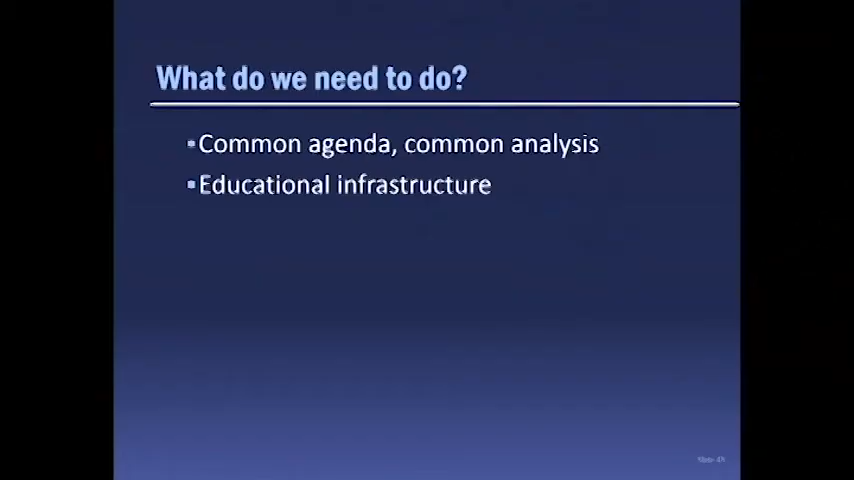 What do we need to do?
▪Common agenda, common analysis
▪Educational infrastructure